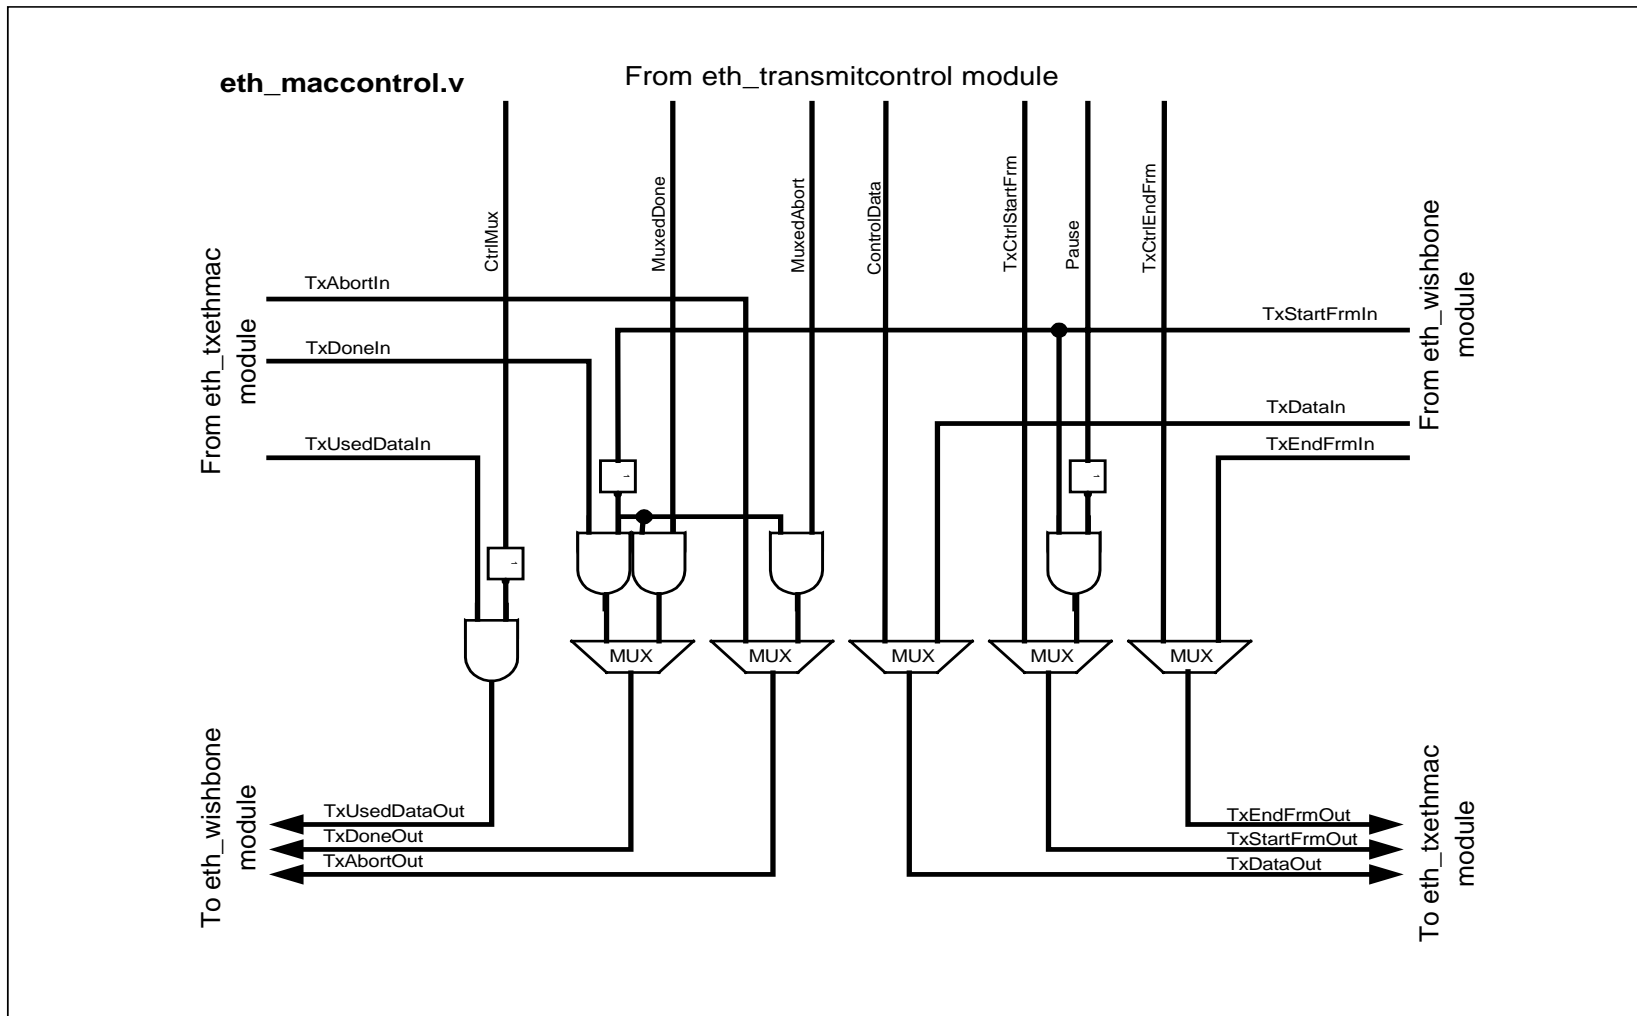 eth_maccontrol.v
From eth_transmitcontrol module
CtrlMux
MuxedDone
MuxedAbort
ControlData
TxCtrlStartFrm
Pause
TxCtrlEndFrm
From eth_txethmac
module
TxAbortIn
TxDoneIn
TxUsedDataIn
TxStartFrmIn
TxDataIn
TxEndFrmIn
From eth_wishbone
module
MUX
MUX
MUX
MUX
MUX
To eth_wishbone
module
TxUsedDataOut
TxDoneOut
TxAbortOut
TxEndFrmOut
TxStartFrmOut
TxDataOut
To eth_txethmac
module